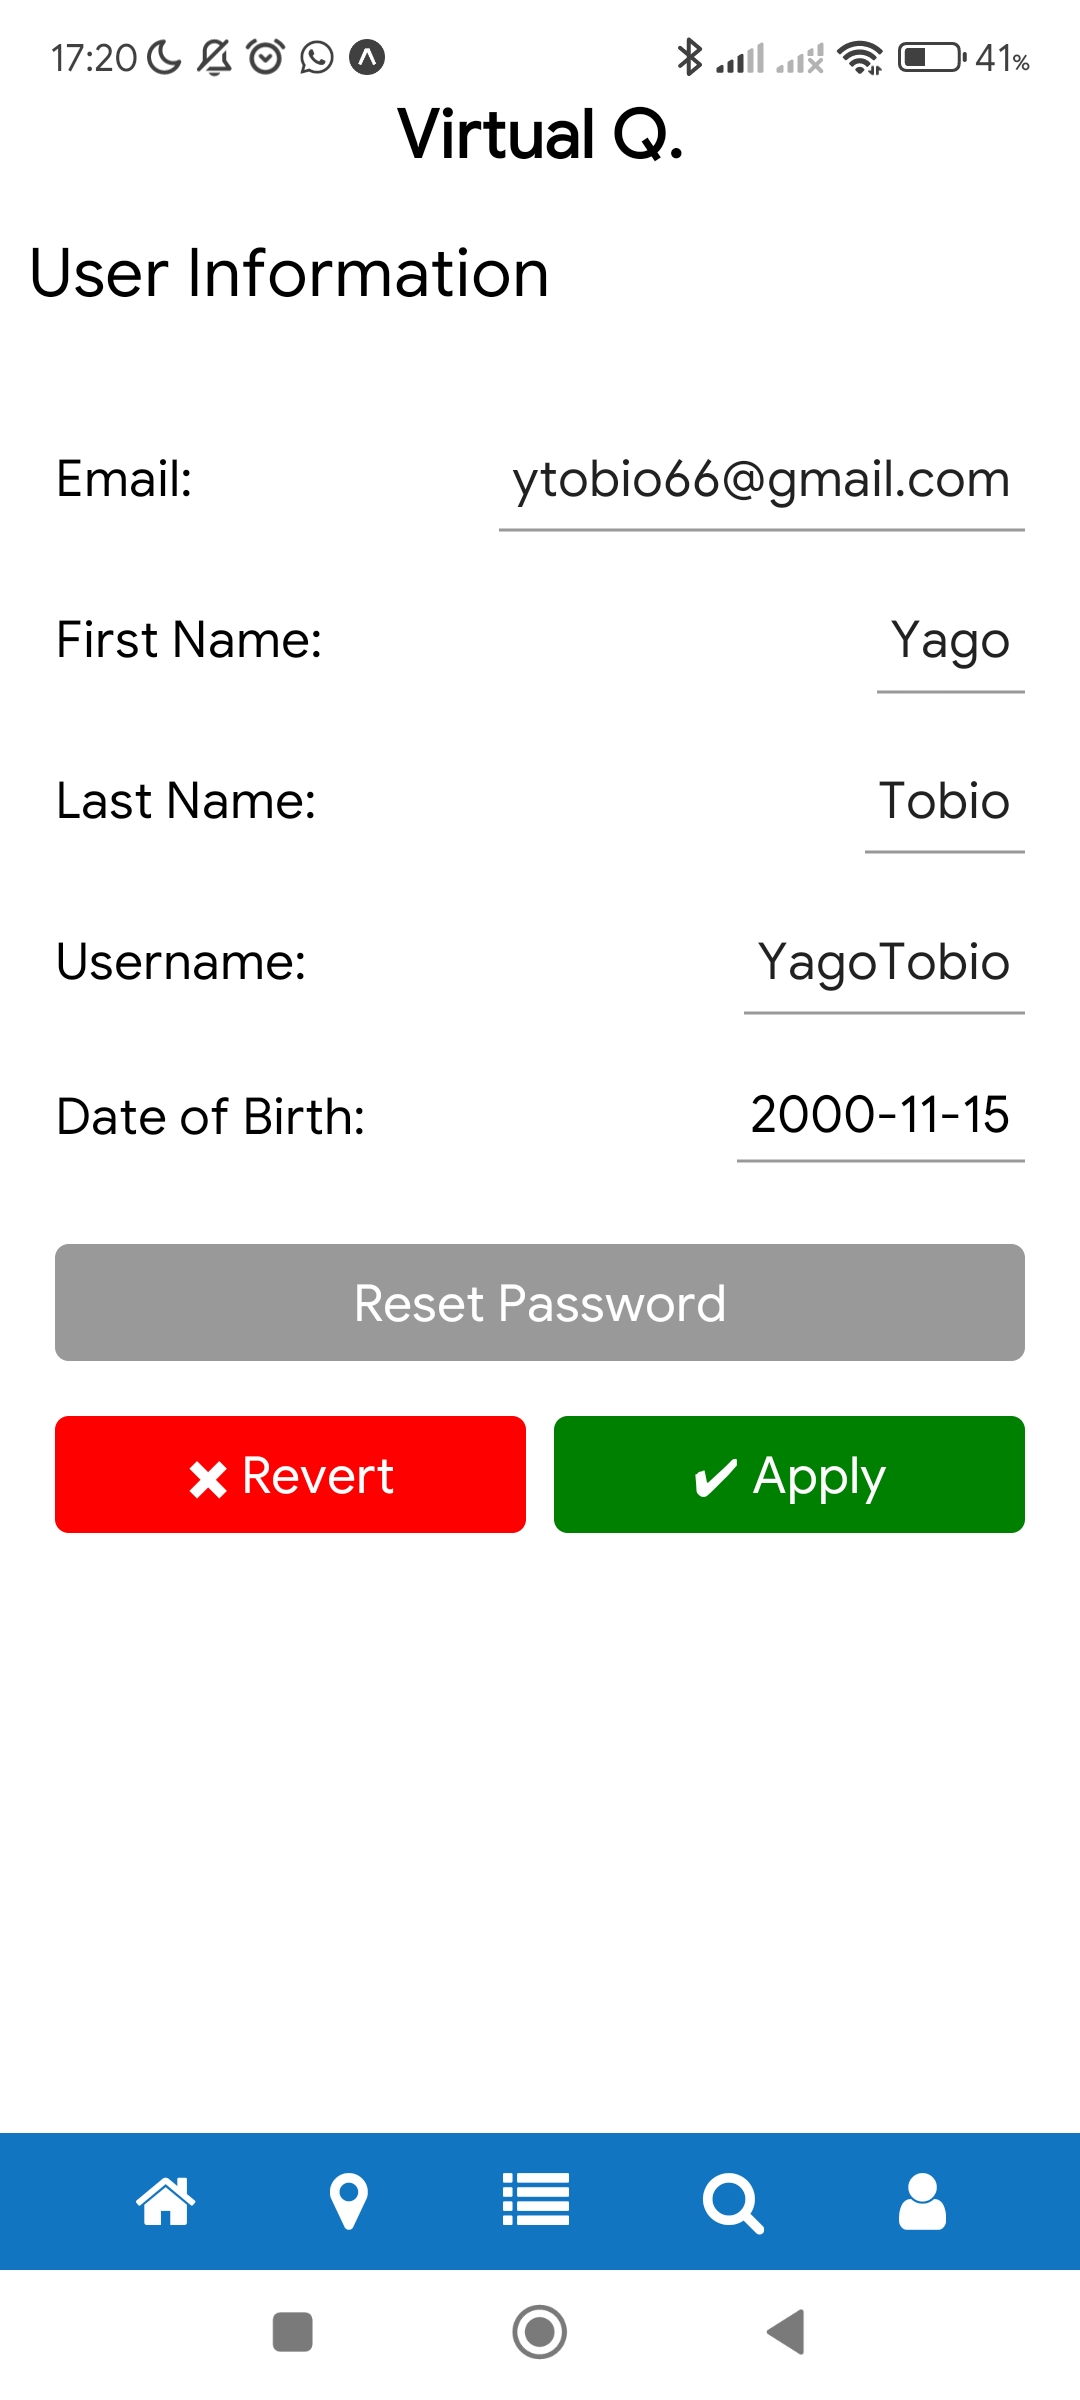 17:20 41%
Virtual Q.
User Information
Email: ytobio66@gmail.com
First Name: Yago
Last Name: Tobio
Username: YagoTobio
Date of Birth: 2000-11-15
Reset Password
✖ Revert ✔ Apply